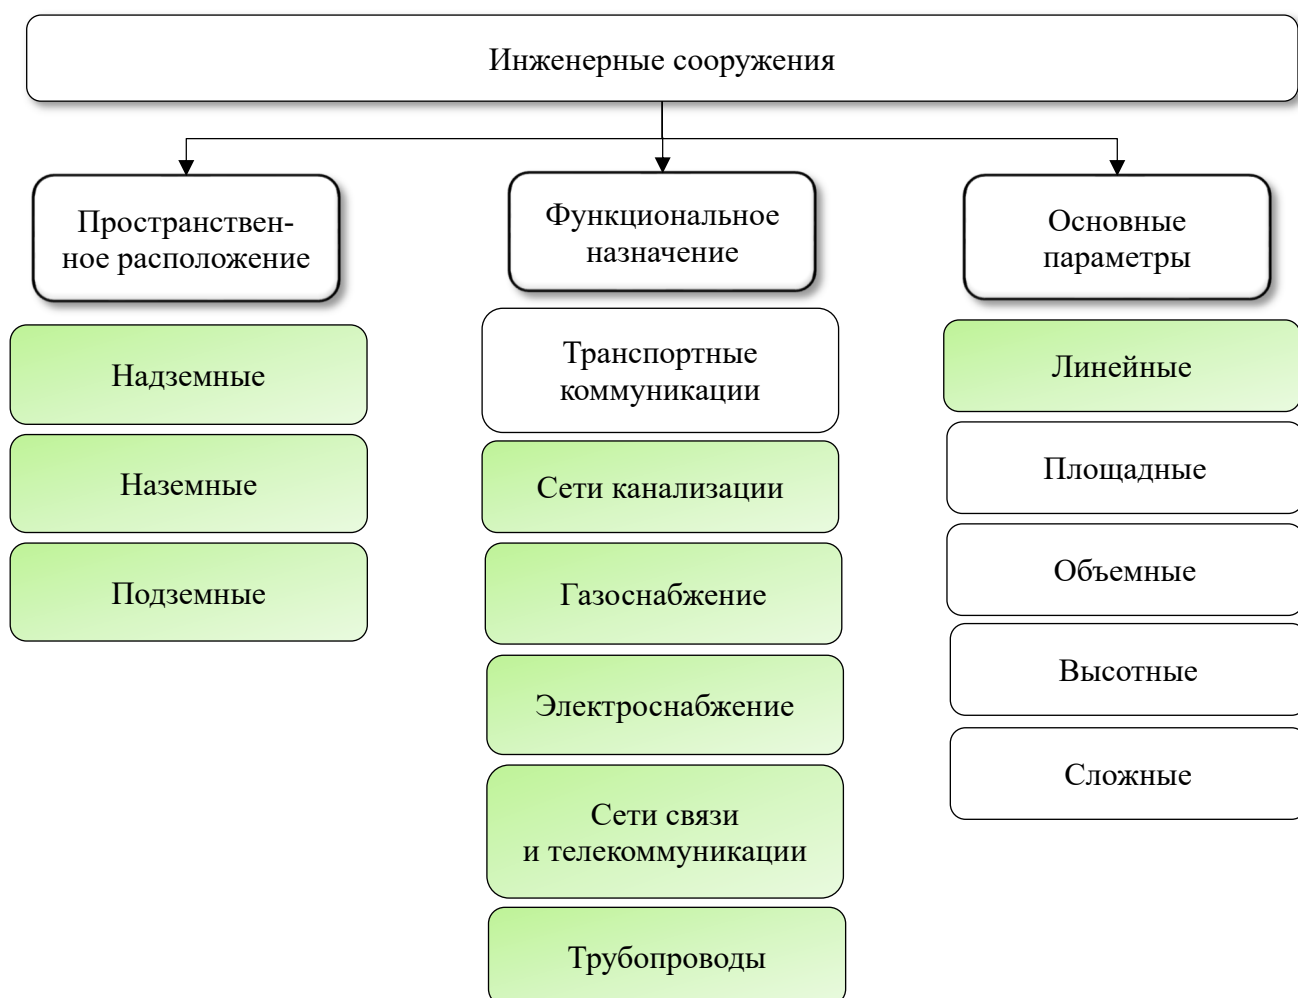 Инженерные сооружения
Пространствен-
ное расположение
Надземные
Наземные
Подземные
Функциональное
назначение
Транспортные
коммуникации
Сети канализации
Газоснабжение
Электроснабжение
Сети связи
и телекоммуникации
Трубопроводы
Основные
параметры
Линейные
Площадные
Объемные
Высотные
Сложные